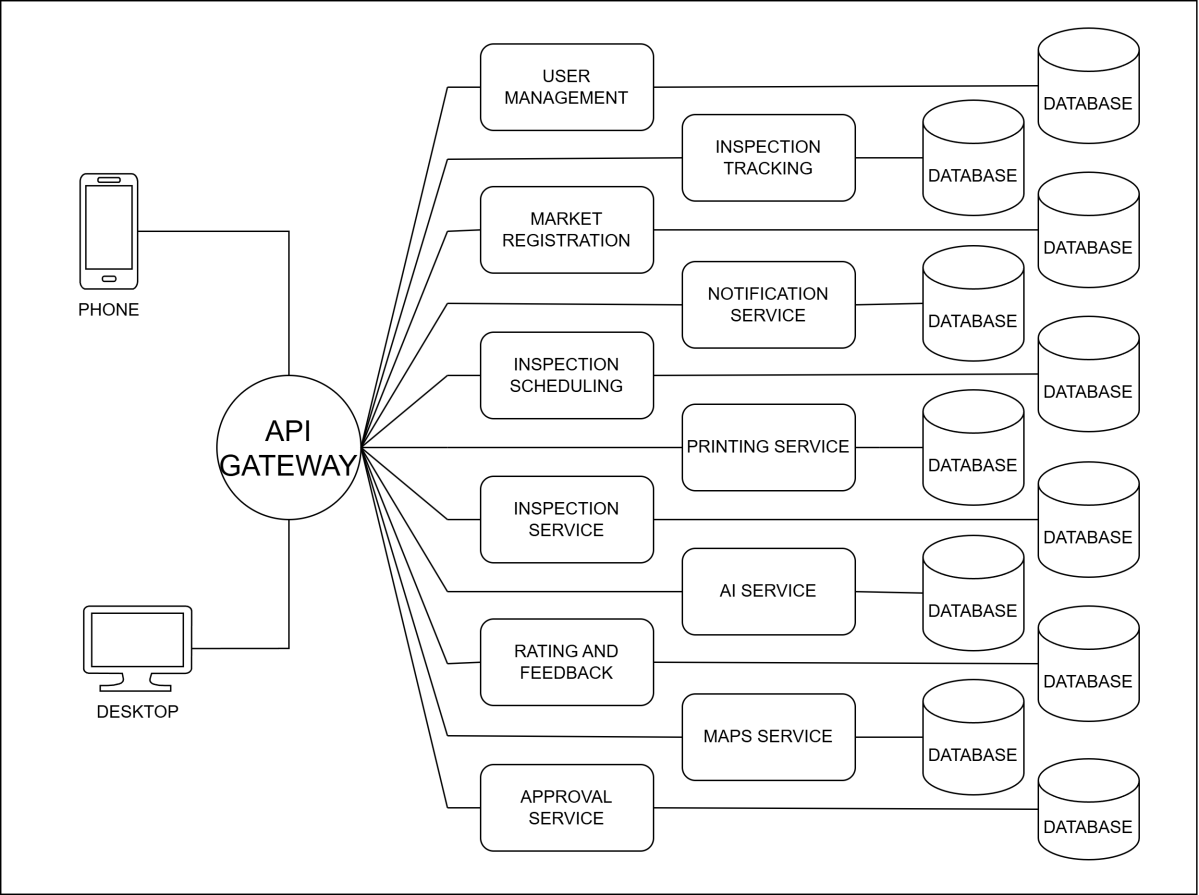 USER
MANAGEMENT
DATABASE
INSPECTION
TRACKING
DATABASE
MARKET
REGISTRATION
DATABASE
NOTIFICATION
SERVICE
DATABASE
PHONE
INSPECTION
SCHEDULING
DATABASE
API
GATEWAY
PRINTING SERVICE
DATABASE
INSPECTION
SERVICE
DATABASE
AI SERVICE
DATABASE
RATING AND
FEEDBACK
DATABASE
DESKTOP
MAPS SERVICE
DATABASE
APPROVAL
SERVICE
DATABASE